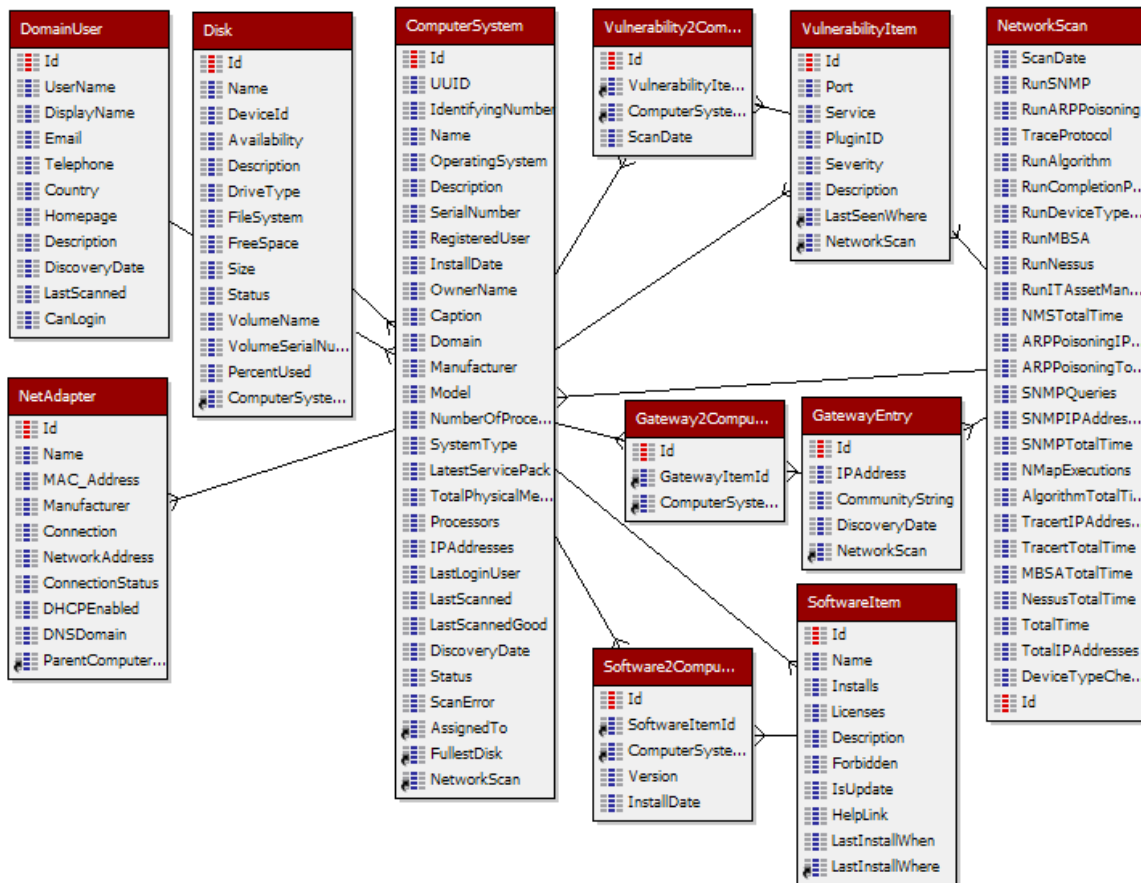 DomainUser
Id
UserName
DisplayName
Email
Telephone
Country
Homepage
Description
DiscoveryDate
LastScanned
CanLogin
Disk
Id
Name
DeviceId
Availability
Description
DriveType
FileSystem
FreeSpace
Size
Status
VolumeName
VolumeSerialNu...
PercentUsed
ComputerSyste...
NetAdapter
Id
Name
MAC_Address
Manufacturer
Connection
NetworkAddress
ConnectionStatus
DHCPEnabled
DNSDomain
ParentComputer...
ComputerSystem
Id
UUID
IdentifyingNumber
Name
OperatingSystem
Description
SerialNumber
RegisteredUser
InstallDate
OwnerName
Caption
Domain
Manufacturer
Model
NumberOfProce...
SystemType
LatestServicePack
TotalPhysicalMe...
Processors
IPAddresses
LastLoginUser
LastScanned
LastScannedGood
DiscoveryDate
Status
ScanError
AssignedTo
FullestDisk
NetworkScan
Vulnerability2Com...
Id
VulnerabilityIte...
ComputerSyste...
ScanDate
VulnerabilityItem
Id
Port
Service
PluginID
Severity
Description
LastSeenWhere
NetworkScan
Gateway2Compu...
Id
GatewayItemId
ComputerSyste...
GatewayEntry
Id
IPAddress
CommunityString
DiscoveryDate
NetworkScan
Software2Compu...
Id
SoftwareItemId
ComputerSyste...
Version
InstallDate
SoftwareItem
Id
Name
Installs
Licenses
Description
Forbidden
IsUpdate
HelpLink
LastInstallWhen
LastInstallWhere
NetworkScan
ScanDate
RunSNMP
RunARPPoisoning
TraceProtocol
RunAlgorithm
RunCompletionP...
RunDeviceType...
RunMBSA
RunNessus
RunITAssetMan...
NMSTotalTime
ARPPoisoningIP...
ARPPoisoningTo...
SNMPQueries
SNMPIPAddres...
SNMPTotalTime
NMapExecutions
AlgorithmTotalTi...
TracertIPAddres...
TracertTotalTime
MBSATotalTime
NessusTotalTime
TotalTime
TotalIPAddresses
DeviceTypeChe...
Id